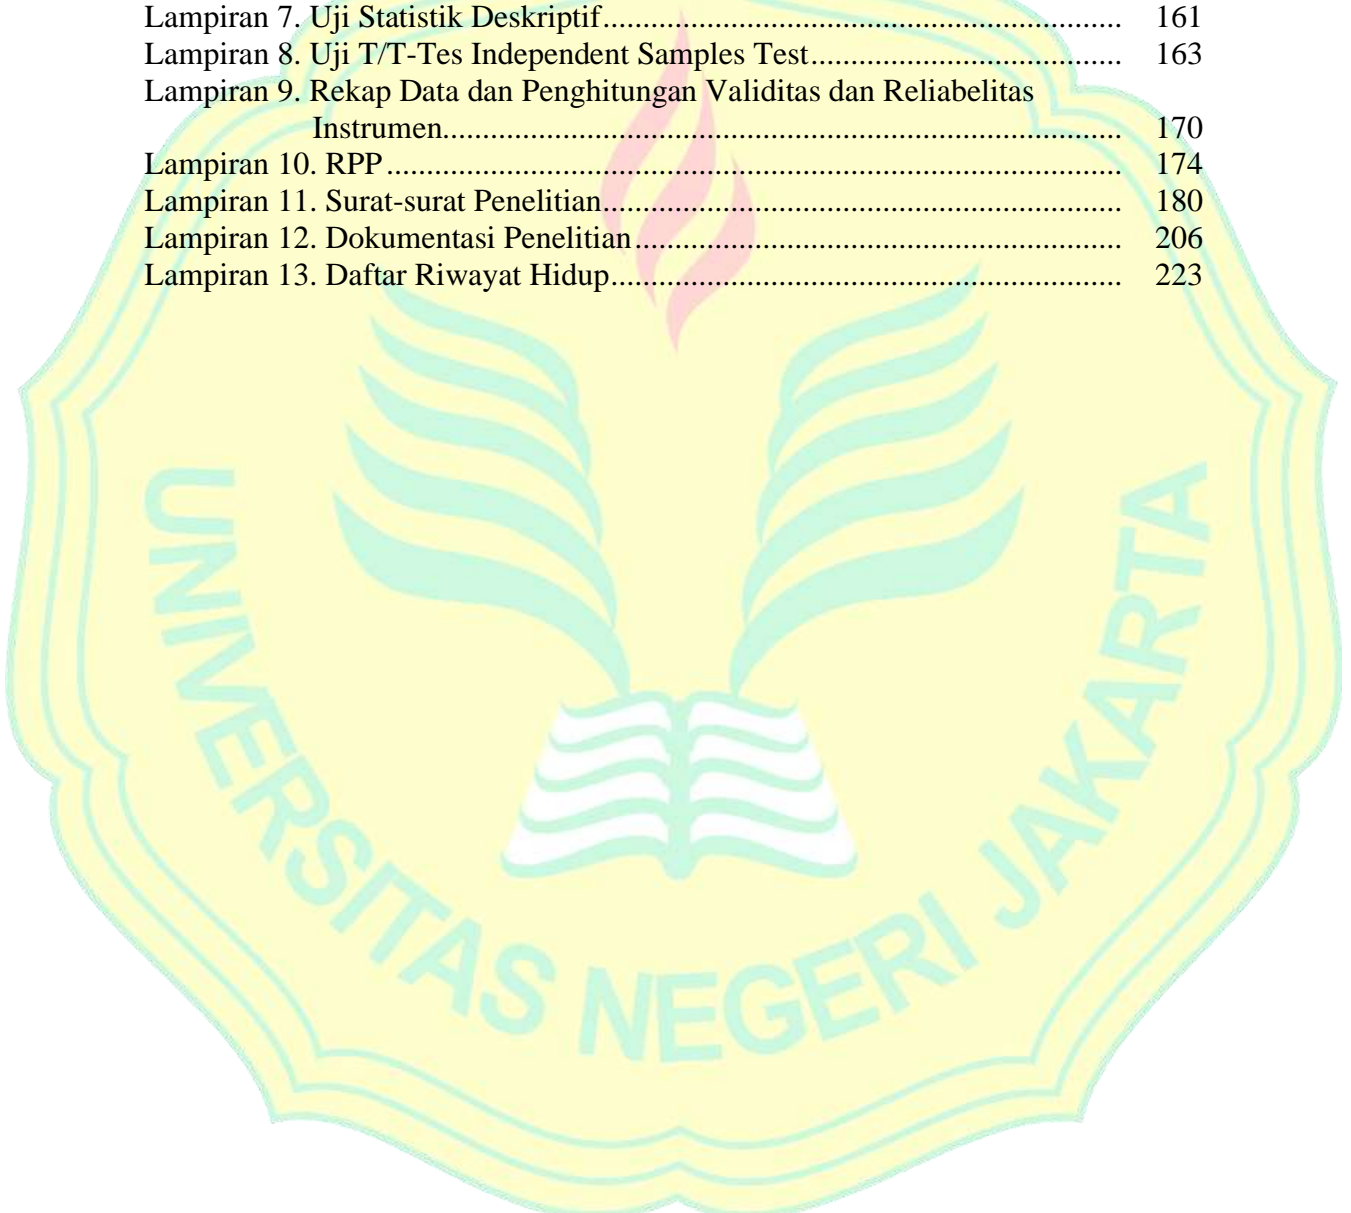 Lampiran 7. Uji Statistik Deskriptif................................................................ 161
Lampiran 8. Uji T/T-Tes Independent Samples Test...................................... 163
Lampiran 9. Rekap Data dan Penghitungan Validitas dan Reliabelitas
Instrumen.................................................................................... 170
Lampiran 10. RPP........................................................................................... 174
Lampiran 11. Surat-surat Penelitian................................................................ 180
Lampiran 12. Dokumentasi Penelitian............................................................ 206
Lampiran 13. Daftar Riwayat Hidup............................................................... 223
UNIVERSITAS NEGERI JAKARTA